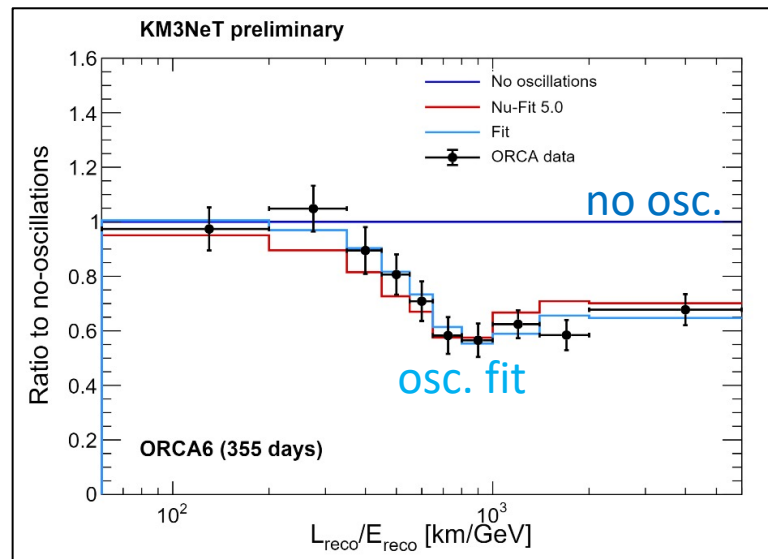 KM3NeT preliminary
1.6
1.4
1.2
1
0.8
0.6
0.4
0.2
0
Ratio to no-oscillations
No oscillations
Nu-Fit 5.0
Fit
ORCA data
no osc.
osc. fit
ORCA6 (355 days)
10²
10³
L_reco/E_reco [km/GeV]